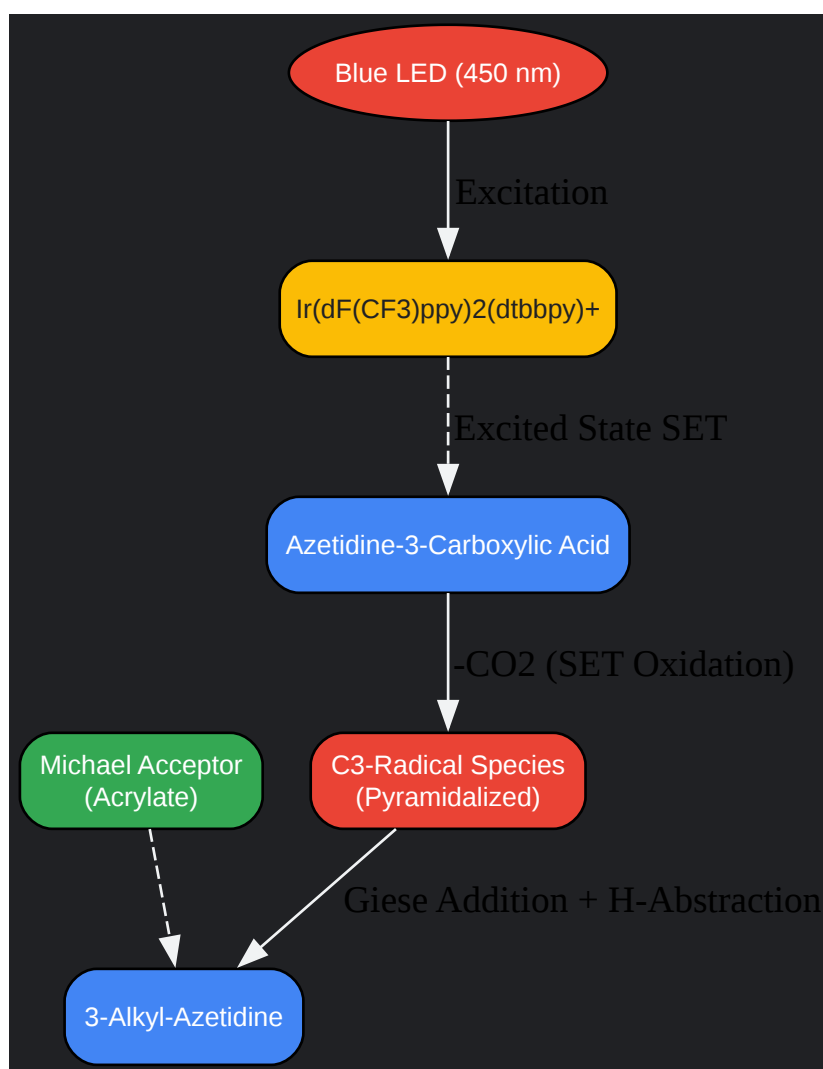 Blue LED (450 nm)
Excitation
Ir(dF(CF3)ppy)2(dtbbpy)+
Excited State SET
Azetidine-3-Carboxylic Acid
-CO2 (SET Oxidation)
Michael Acceptor
(Acrylate)
C3-Radical Species
(Pyramidalized)
Giese Addition + H-Abstraction
3-Alkyl-Azetidine